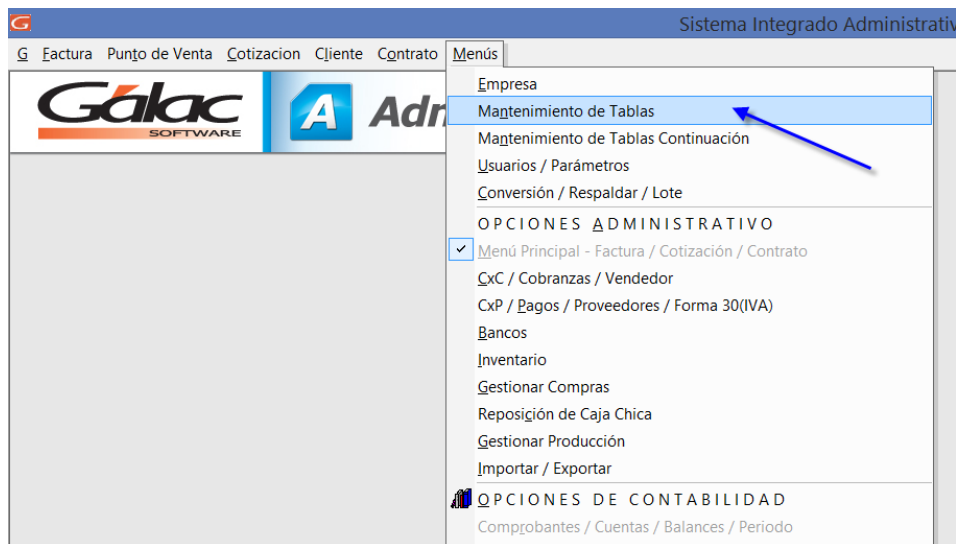 G
Sistema Integrado Administrativ
G Factura Punto de Venta Cotizacion Cliente Contrato Menús
Gálac
SOFTWARE
A Adn
Empresa
Mantenimiento de Tablas
Mantenimiento de Tablas Continuación
Usuarios / Parámetros
Conversión / Respaldar / Lote
OPCIONES ADMINISTRATIVO
Menú Principal - Factura / Cotización / Contrato
CxC / Cobranzas / Vendedor
CxP / Pagos / Proveedores / Forma 30(IVA)
Bancos
Inventario
Gestionar Compras
Reposición de Caja Chica
Gestionar Producción
Importar / Exportar
OPCIONES DE CONTABILIDAD
Comprobantes / Cuentas / Balances / Periodo